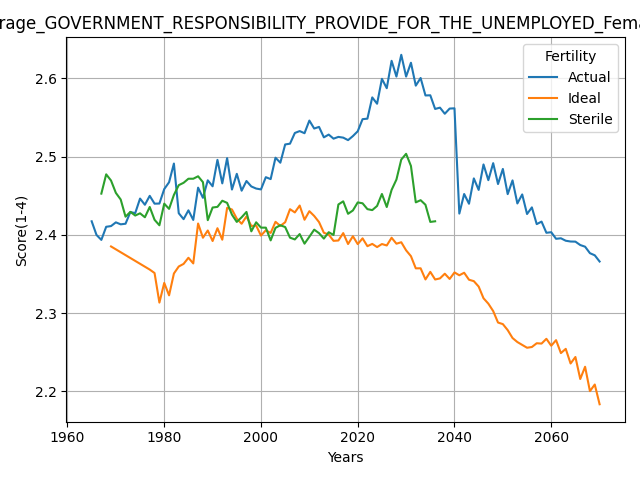 rage_GOVERNMENT_RESPONSIBILITY_PROVIDE_FOR_THE_UNEMPLOYED_Fema
Fertility
Actual
Ideal
Sterile
Score(1-4)
2.6
2.5
2.4
2.3
2.2
1960 1980 2000 2020 2040 2060
Years